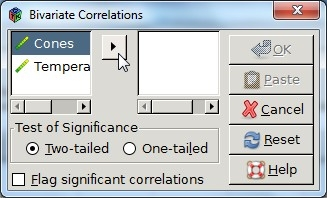 Bivariate Correlations
Cones
Tempera
OK
Paste
Cancel
Reset
Help
Test of Significance
Two-tailed One-tailed
Flag significant correlations